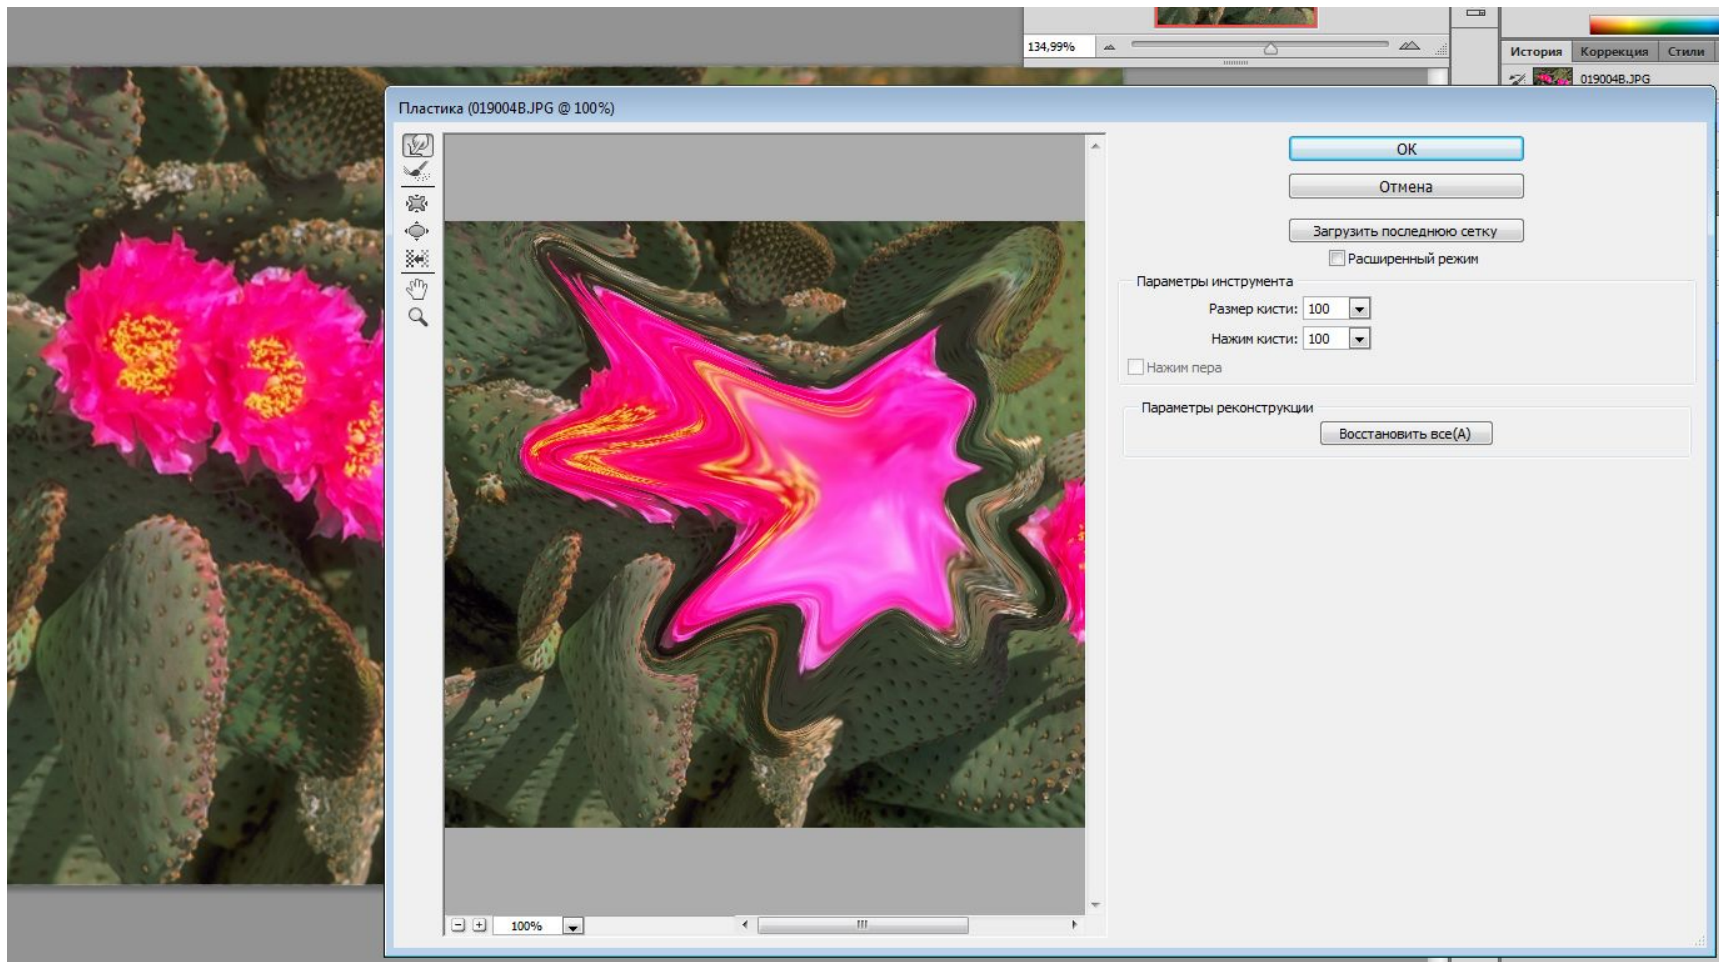 134,99%
История Коррекция Стили
019004B.JPG
Пластика (019004B.JPG @ 100%)
ОК
Отмена
Загрузить последнюю сетку
Расширенный режим
Параметры инструмента
Размер кисти: 100
Нажим кисти: 100
Нажим пера
Параметры реконструкции
Восстановить все(А)
100%